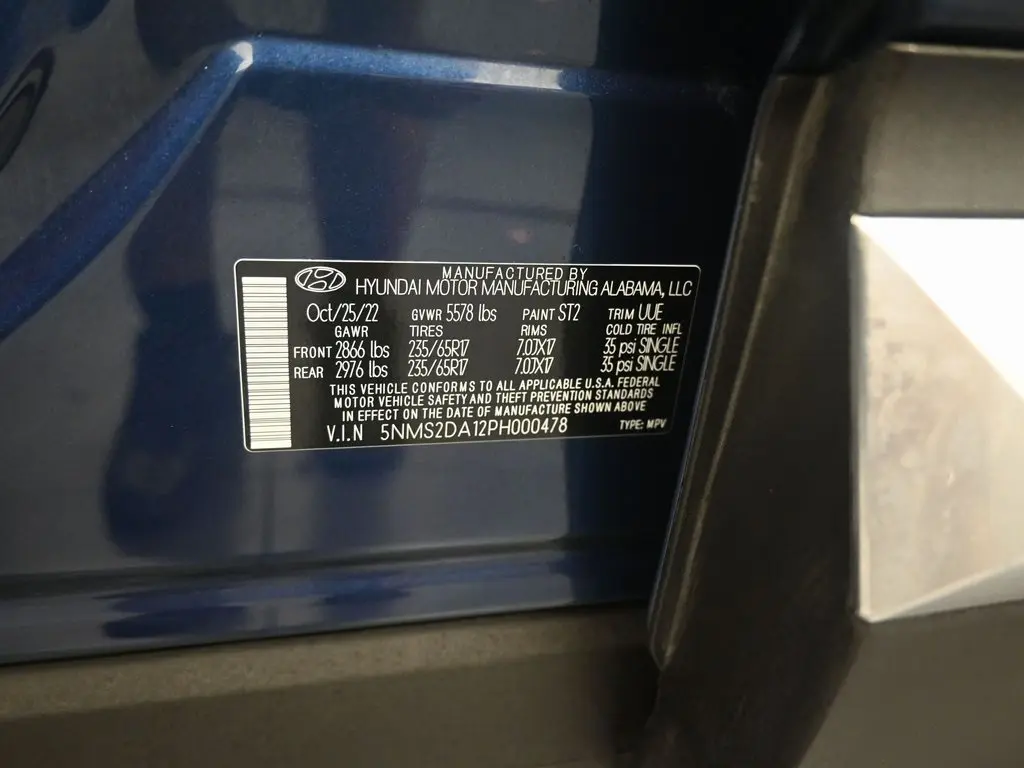 MANUFACTURED BY
HYUNDAI MOTOR MANUFACTURING ALABAMA, LLC
Oct/25/22 GVWR 5578 lbs PAINT ST2 TRIM UUE
GAWR TIRES RIMS COLD TIRE INFL
FRONT 2866 lbs 235/65R17 7.0JX17 35 psi SINGLE
REAR 2976 lbs 235/65R17 7.0JX17 35 psi SINGLE
THIS VEHICLE CONFORMS TO ALL APPLICABLE U.S.A. FEDERAL
MOTOR VEHICLE SAFETY AND THEFT PREVENTION STANDARDS
IN EFFECT ON THE DATE OF MANUFACTURE SHOWN ABOVE
V.I.N 5NMS2DA12PH000478 TYPE: MPV